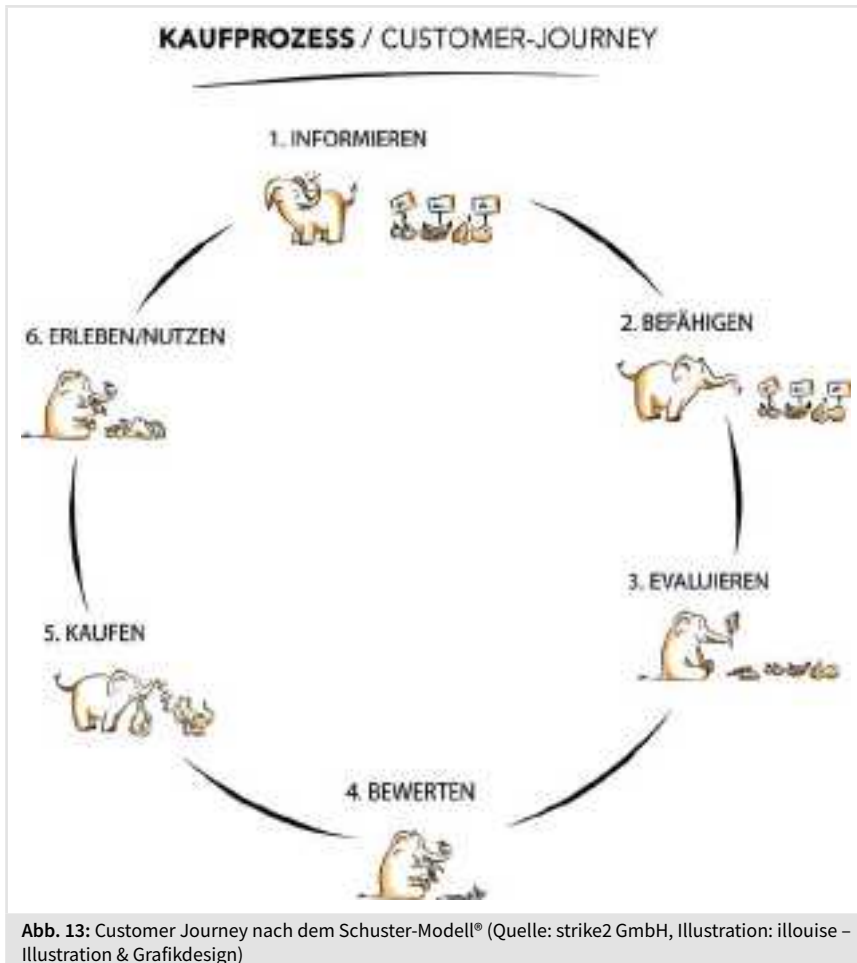 KAUFPROZESS / CUSTOMER-JOURNEY
1. INFORMIEREN
2. BEFÄHIGEN
3. EVALUIEREN
4. BEWERTEN
5. KAUFEN
6. ERLEBEN/NUTZEN
Abb. 13: Customer Journey nach dem Schuster-Modell® (Quelle: strike2 GmbH, Illustration: illouise –
Illustration & Grafikdesign)